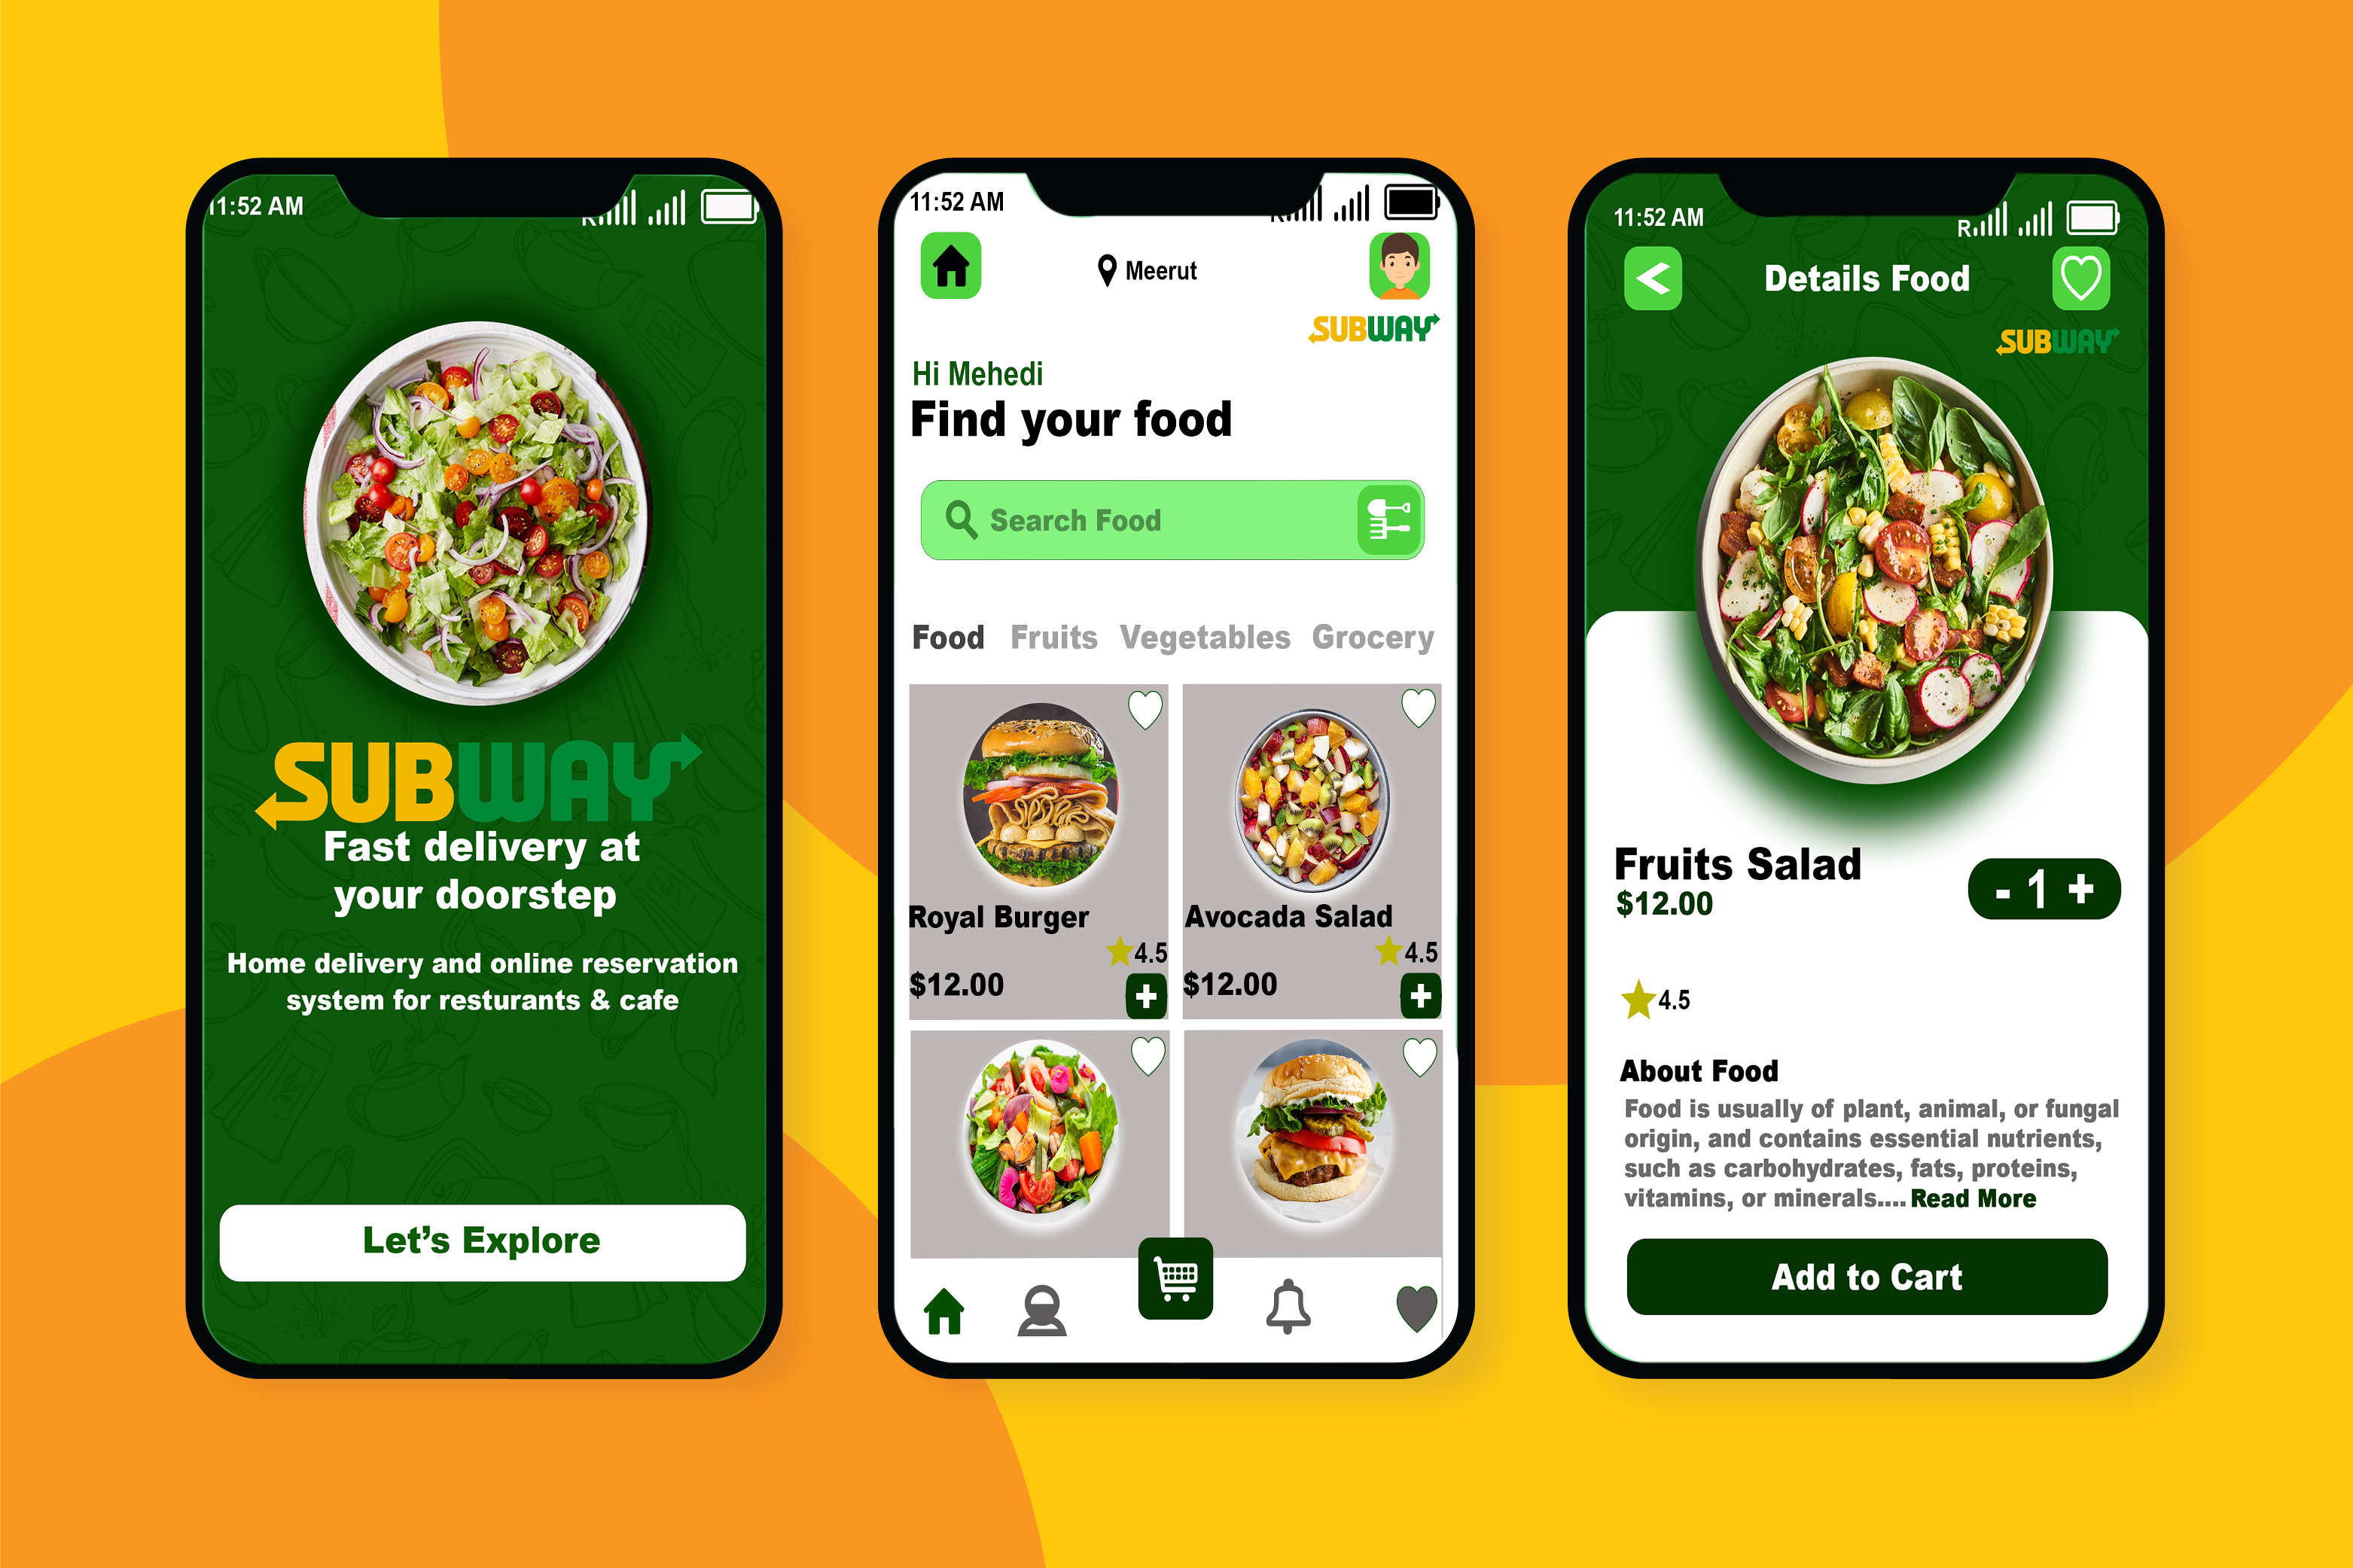 11:52 AM
SUBWAY
Fast delivery at
your doorstep
Home delivery and online reservation
system for resturants & cafe
Let's Explore
11:52 AM
R
Meerut
SUBWAY
Hi Mehedi
Find your food
Search Food
Food Fruits Vegetables Grocery
Royal Burger
4.5
$12.00 +
Avocada Salad
4.5
$12.00 +
11:52 AM
R
Details Food
SUBWAY
Fruits Salad
$12.00
- 1 +
4.5
About Food
Food is usually of plant, animal, or fungal
origin, and contains essential nutrients,
such as carbohydrates, fats, proteins,
vitamins, or minerals.... Read More
Add to Cart